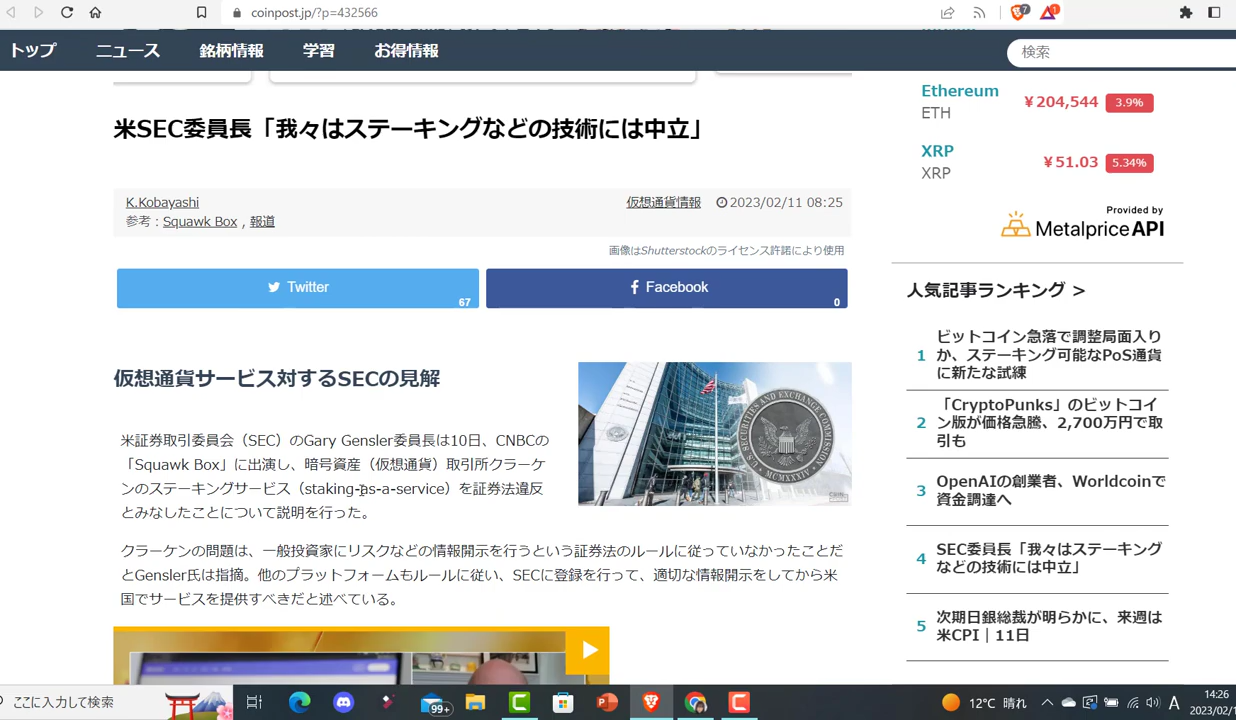 coinpost.jp/?p=432566
7
1
トップ
ニュース
銘柄情報
学習
お得情報
検索
米SEC委員長「我々はステーキングなどの技術には中立」
K.Kobayashi
仮想通貨情報
2023/02/11 08:25
参考：Squawk Box , 報道
画像はShutterstockのライセンス許諾により使用
Twitter
67
Facebook
0
仮想通貨サービス対するSECの見解
米証券取引委員会（SEC）のGary Gensler委員長は10日、CNBCの
「Squawk Box」に出演し、暗号資産（仮想通貨）取引所クラーケ
ンのステーキングサービス（staking-as-a-service）を証券法違反
とみなしたことについて説明を行った。
クラーケンの問題は、一般投資家にリスクなどの情報開示を行うという証券法のルールに従っていなかったことだ
とGensler氏は指摘。他のプラットフォームもルールに従い、SECに登録を行って、適切な情報開示をしてから米
国でサービスを提供すべきだと述べている。
U.S. SECURITIES AND EXCHANGE COMMISSION
MCMXXXIV
Ethereum
ETH
¥204,544
3.9%
XRP
XRP
¥51.03
5.34%
Provided by
MetalpriceAPI
人気記事ランキング >
1
ビットコイン急落で調整局面入り
か、ステーキング可能なPoS通貨
に新たな試練
2
「CryptoPunks」のビットコイ
ン版が価格急騰、2,700万円で取
引も
3
OpenAIの創業者、Worldcoinで
資金調達へ
4
SEC委員長「我々はステーキング
などの技術には中立」
5
次期日銀総裁が明らかに、来週は
米CPI｜11日
ここに入力して検索
99+
12°C 晴れ
A
14:26
2023/02/